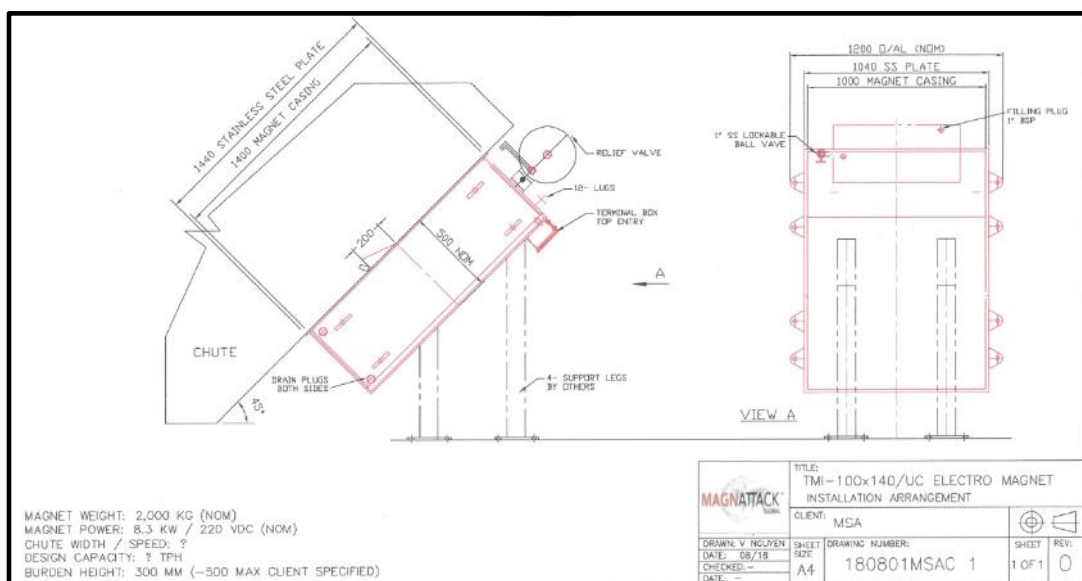 1440 STAINLESS STEEL PLATE
1400 MAGNET CASING
200
500 NOM
RELIEF VALVE
12- LUGS
TERMINAL BOX
TOP ENTRY
A
CHUTE
45°
DRAIN PLUGS
BOTH SIDES
4- SUPPORT LEGS
BY OTHERS
1200 O/AL (NOM)
1040 SS PLATE
1000 MAGNET CASING
FILLING PLUG
1" BSP
1" SS LOCKABLE
BALL VAVE
VIEW A
MAGNET WEIGHT: 2,000 KG (NOM)
MAGNET POWER: 8.3 KW / 220 VDC (NOM)
CHUTE WIDTH / SPEED: ?
DESIGN CAPACITY: ? TPH
BURDEN HEIGHT: 300 MM (-500 MAX CLIENT SPECIFIED)
MAGNATTACK
GLOBAL
TITLE:
TMI-100x140/UC ELECTRO MAGNET
INSTALLATION ARRANGEMENT
CLIENT: MSA
DRAWN: V NGUYEN
DATE: 08/18
CHECKED: -
DATE: -
SHEET SIZE
A4
DRAWING NUMBER:
180801MSAC 1
SHEET
1 OF 1
REV:
0